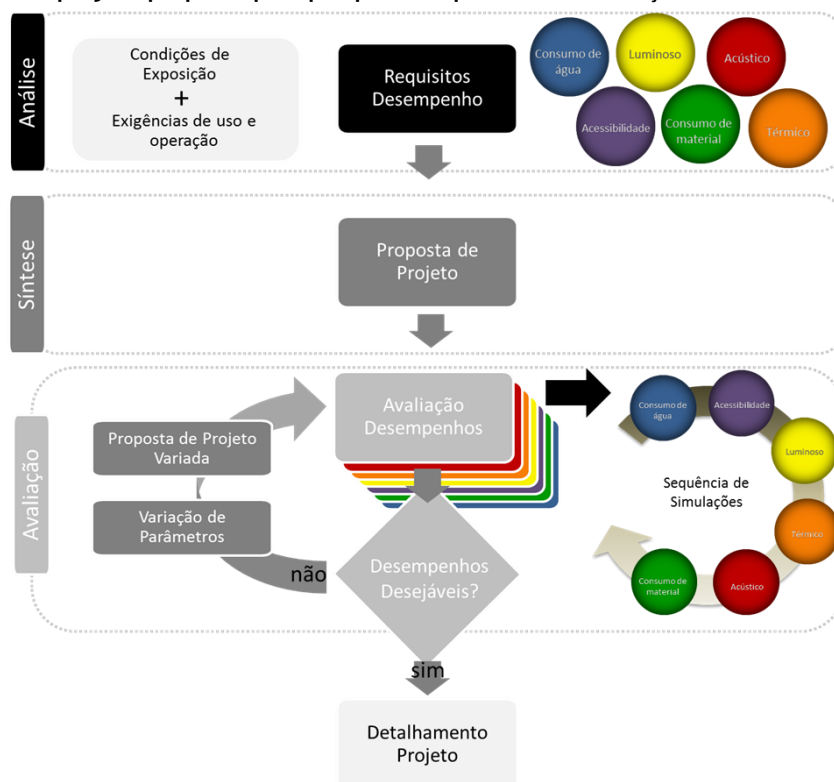 Análise
Condições de
Exposição
+
Exigências de uso e
operação
Requisitos
Desempenho
Consumo de
água
Luminoso
Acústico
Acessibilidade
Consumo de
material
Térmico
Síntese
Proposta de
Projeto
Avaliação
Proposta de Projeto
Variada
Variação de
Parâmetros
não
Avaliação
Desempenhos
Desempenhos
Desejáveis?
sim
Consumo de
água
Acessibilidade
Luminoso
Sequência de
Simulações
Térmico
Acústico
Consumo de
material
Detalhamento
Projeto